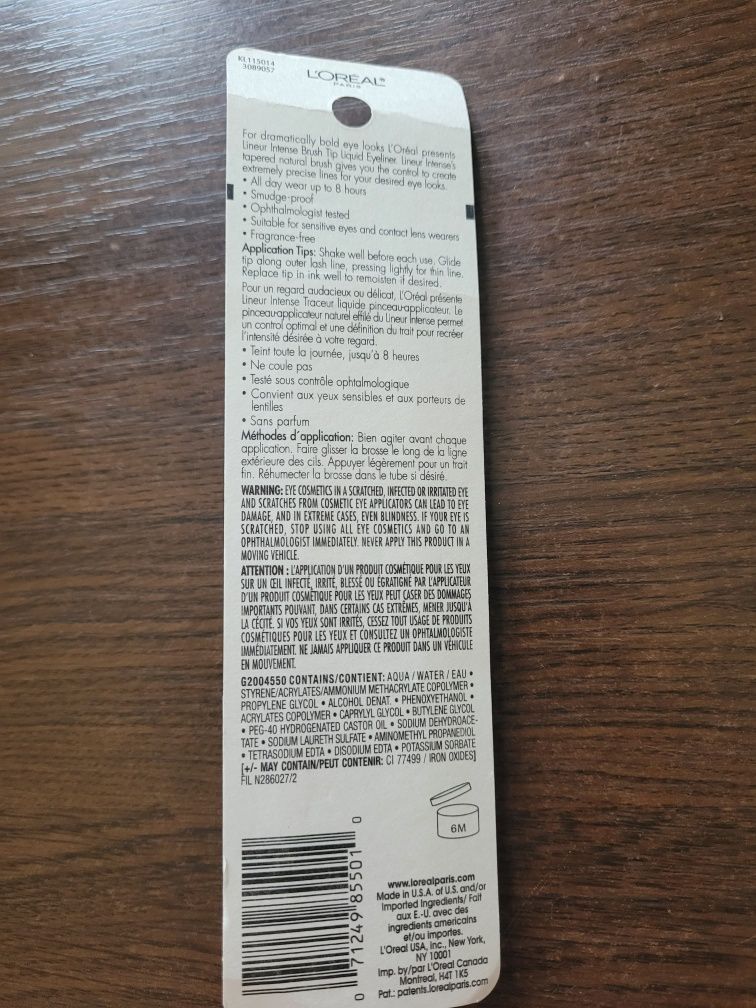 KL115014
3089057
L'ORÉAL®
PARIS
For dramatically bold eye looks L'Oréal presents
Lineur Intense Brush Tip Liquid Eyeliner. Lineur Intense's
tapered natural brush gives you the control to create
extremely precise lines for your desired eye looks.
• All day wear up to 8 hours
• Smudge-proof
• Ophthalmologist tested
• Suitable for sensitive eyes and contact lens wearers
• Fragrance-free
Application Tips: Shake well before each use. Glide
tip along outer lash line, pressing lightly for thin line.
Replace tip in ink well to remoisten if desired.
Pour un regard audacieux ou délicat, L'Oréal présente
Lineur Intense Traceur liquide pinceau-applicateur. Le
pinceau-applicateur naturel effilé du Lineur Intense permet
un contrôl optimal et une définition du trait pour recréer
l'intensité désirée à votre regard.
• Teint toute la journée, jusqu'à 8 heures
• Ne coule pas
• Testé sous contrôle ophtalmologique
• Convient aux yeux sensibles et aux porteurs de
lentilles
• Sans parfum
Méthodes d'application: Bien agiter avant chaque
application. Faire glisser la brosse le long de la ligne
extérieure des cils. Appuyer légèrement pour un trait
fin. Réhumecter la brosse dans le tube si désiré.
WARNING: EYE COSMETICS IN A SCRATCHED, INFECTED OR IRRITATED EYE
AND SCRATCHES FROM COSMETIC EYE APPLICATORS CAN LEAD TO EYE
DAMAGE, AND IN EXTREME CASES, EVEN BLINDNESS. IF YOUR EYE IS
SCRATCHED, STOP USING ALL EYE COSMETICS AND GO TO AN
OPHTHALMOLOGIST IMMEDIATELY. NEVER APPLY THIS PRODUCT IN A
MOVING VEHICLE.
ATTENTION : L'APPLICATION D'UN PRODUIT COSMÉTIQUE POUR LES YEUX
SUR UN ŒIL INFECTÉ, IRRITÉ, BLESSÉ OU ÉGRATIGNÉ PAR L'APPLICATEUR
D'UN PRODUIT COSMÉTIQUE POUR LES YEUX PEUT CASER DES DOMMAGES
IMPORTANTS POUVANT, DANS CERTAINS CAS EXTRÊMES, MENER JUSQU'À
LA CÉCITÉ. SI VOS YEUX SONT IRRITÉS, CESSEZ TOUT USAGE DE PRODUITS
COSMÉTIQUES POUR LES YEUX ET CONSULTEZ UN OPHTALMOLOGISTE
IMMÉDIATEMENT. NE JAMAIS APPLIQUER CE PRODUIT DANS UN VÉHICULE
EN MOUVEMENT.
G2004550 CONTAINS/CONTIENT: AQUA / WATER / EAU •
STYRENE/ACRYLATES/AMMONIUM METHACRYLATE COPOLYMER •
PROPYLENE GLYCOL • ALCOHOL DENAT. • PHENOXYETHANOL •
ACRYLATES COPOLYMER • CAPRYLYL GLYCOL • BUTYLENE GLYCOL
• PEG-40 HYDROGENATED CASTOR OIL • SODIUM DEHYDROACE-
TATE • SODIUM LAURETH SULFATE • AMINOMETHYL PROPANEDIOL
• TETRASODIUM EDTA • DISODIUM EDTA • POTASSIUM SORBATE
[+/- MAY CONTAIN/PEUT CONTENIR: CI 77499 / IRON OXIDES]
FIL N286027/2
6M
0 71249 85501 0
www.lorealparis.com
Made in U.S.A. of U.S. and/or
Imported Ingredients/ Fait
aux E.-U. avec des
ingredients americains
et/ou importes.
L'Oreal USA, Inc., New York,
NY 10001
Imp. by/par L'Oreal Canada
Montreal, H4T 1K5
Pat.: patents.lorealparis.com